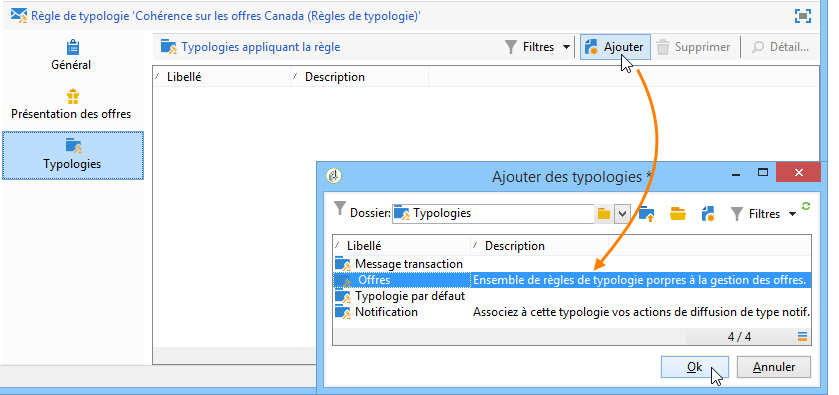 Règle de typologie 'Cohérence sur les offres Canada (Règles de typologie)'
Général
Présentation des offres
Typologies
Typologies appliquant la règle
Filtres
Ajouter
Supprimer
Détail...
Libellé
Description
Ajouter des typologies *
Dossier:
Typologies
Filtres
Libellé
Description
Message transaction
Offres
Ensemble de règles de typologie porpres à la gestion des offres.
Typologie par défaut
Notification
Associez à cette typologie vos actions de diffusion de type notif.
4 / 4
Ok
Annuler